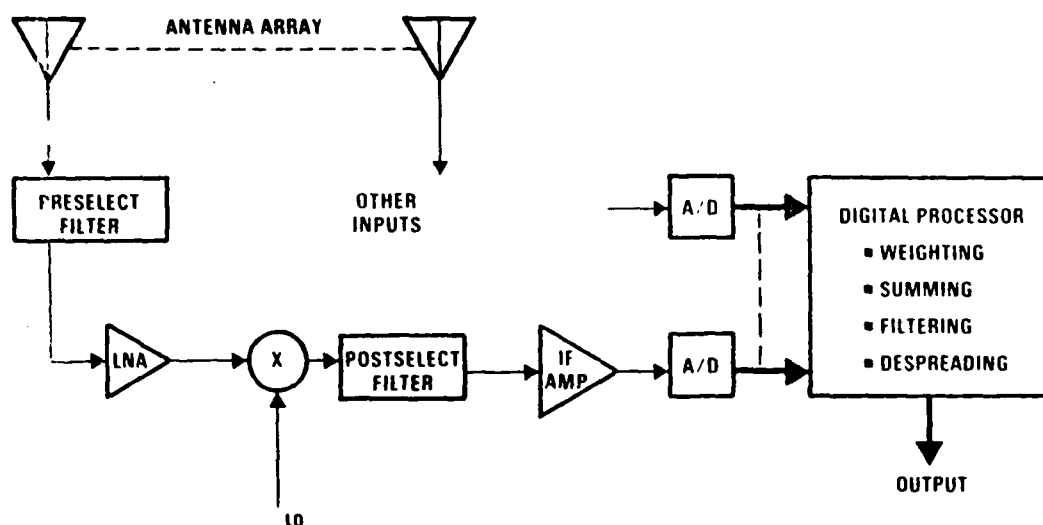 ANTENNA ARRAY
PRESELECT
FILTER
OTHER
INPUTS
A/D
DIGITAL PROCESSOR
▪ WEIGHTING
▪ SUMMING
▪ FILTERING
▪ DESPREADING
LNA
X
POSTSELECT
FILTER
IF
AMP
A/D
OUTPUT
LO